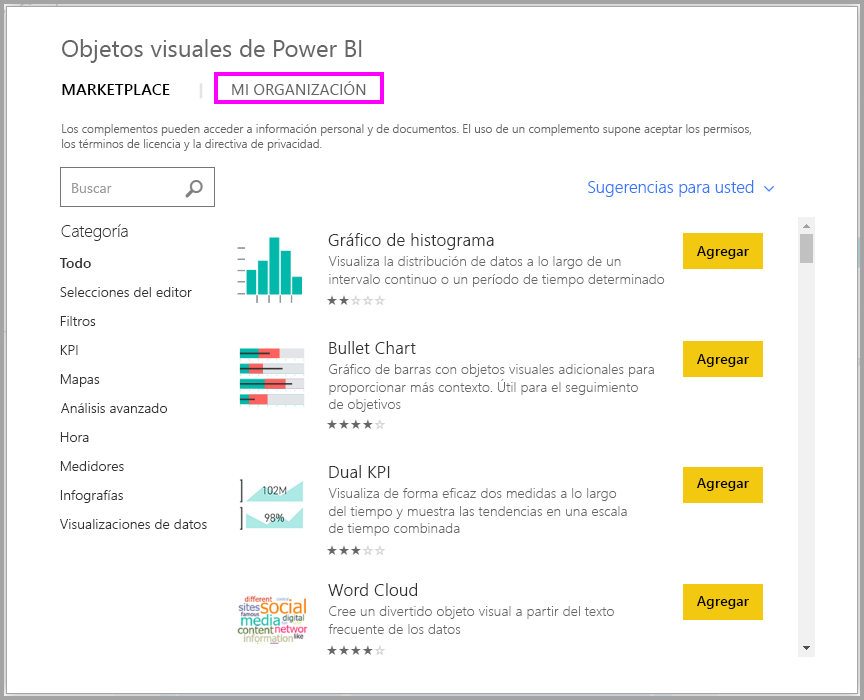 Objetos visuales de Power BI
MARKETPLACE | MI ORGANIZACIÓN
Los complementos pueden acceder a información personal y de documentos. El uso de un complemento supone aceptar los permisos,
los términos de licencia y la directiva de privacidad.
Buscar
Sugerencias para usted
Categoría
Todo
Selecciones del editor
Filtros
KPI
Mapas
Análisis avanzado
Hora
Medidores
Infografías
Visualizaciones de datos
Gráfico de histograma
Visualiza la distribución de datos a lo largo de un
intervalo continuo o un período de tiempo determinado
Agregar
Bullet Chart
Gráfico de barras con objetos visuales adicionales para
proporcionar más contexto. Útil para el seguimiento
de objetivos
Agregar
102M
98%
Dual KPI
Visualiza de forma eficaz dos medidas a lo largo
del tiempo y muestra las tendencias en una escala
de tiempo combinada
Agregar
different
sites social
famous
media digital
content networ
information like
Word Cloud
Cree un divertido objeto visual a partir del texto
frecuente de los datos
Agregar